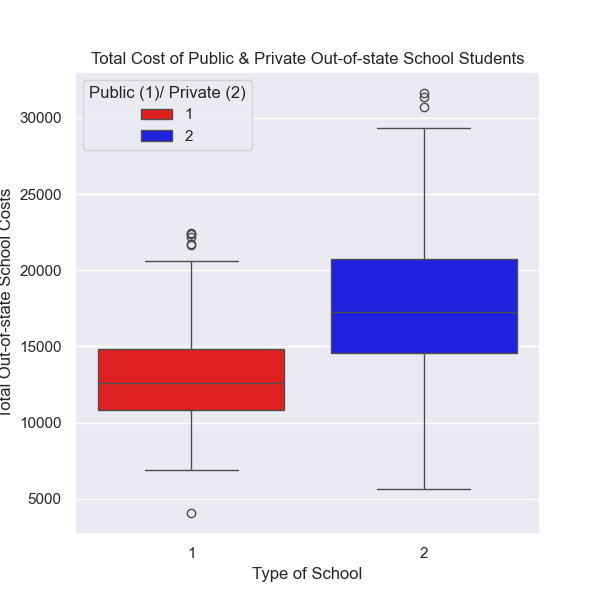 Total Cost of Public & Private Out-of-state School Students
Public (1)/ Private (2)
1
2
30000
25000
20000
15000
10000
5000
Total Out-of-state School Costs
1
2
Type of School